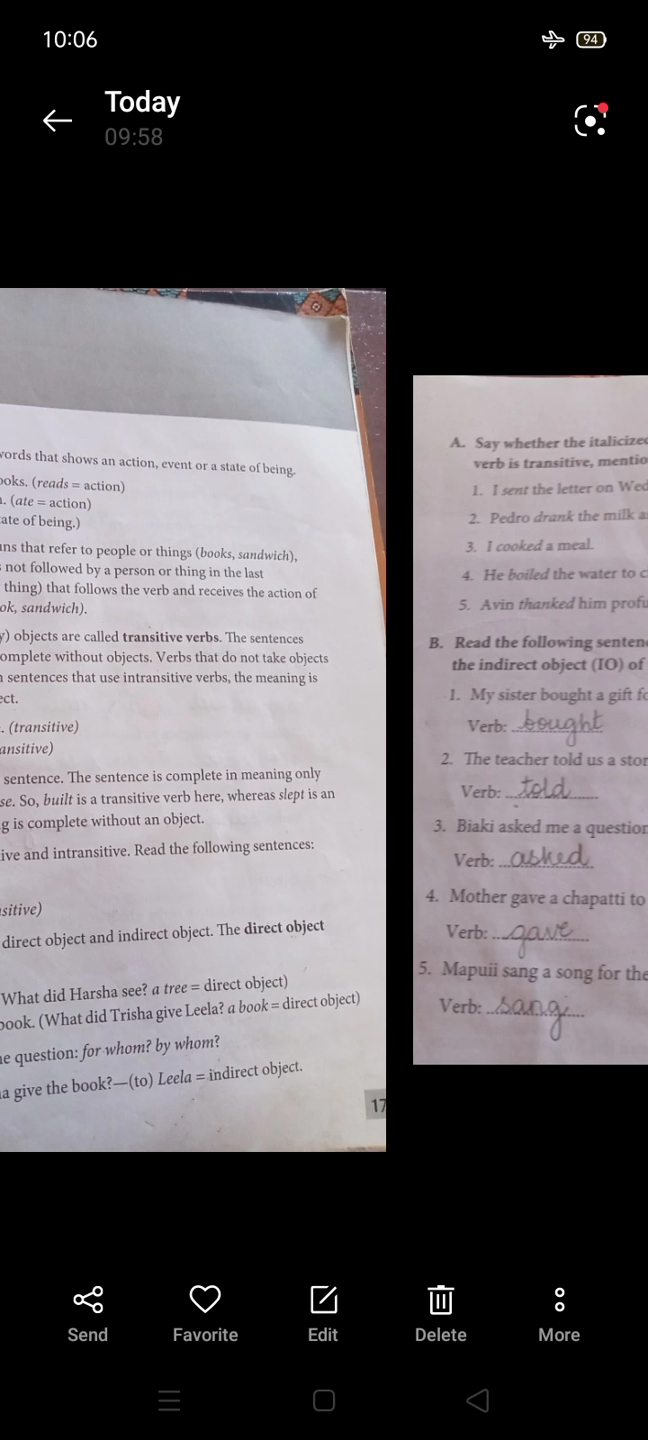 10:06
94
Today
09:58
words that shows an action, event or a state of being.
ooks. (reads = action)
. (ate = action)
ate of being.)
ns that refer to people or things (books, sandwich),
not followed by a person or thing in the last
thing) that follows the verb and receives the action of
ok, sandwich).
y) objects are called transitive verbs. The sentences
omplete without objects. Verbs that do not take objects
sentences that use intransitive verbs, the meaning is
ect.
. (transitive)
ansitive)
sentence. The sentence is complete in meaning only
se. So, built is a transitive verb here, whereas slept is an
g is complete without an object.
ive and intransitive. Read the following sentences:
sitive)
direct object and indirect object. The direct object
What did Harsha see? a tree = direct object)
book. (What did Trisha give Leela? a book = direct object)
e question: for whom? by whom?
a give the book?—(to) Leela = indirect object.
17
A. Say whether the italicized
verb is transitive, mentio
1. I sent the letter on Wed
2. Pedro drank the milk a
3. I cooked a meal.
4. He boiled the water to c
5. Avin thanked him profu
B. Read the following senten
the indirect object (IO) of
1. My sister bought a gift fo
Verb: bought
2. The teacher told us a stor
Verb: told
3. Biaki asked me a question
Verb: asked
4. Mother gave a chapatti to
Verb: gave
5. Mapuii sang a song for the
Verb: sang
Send Favorite Edit Delete More